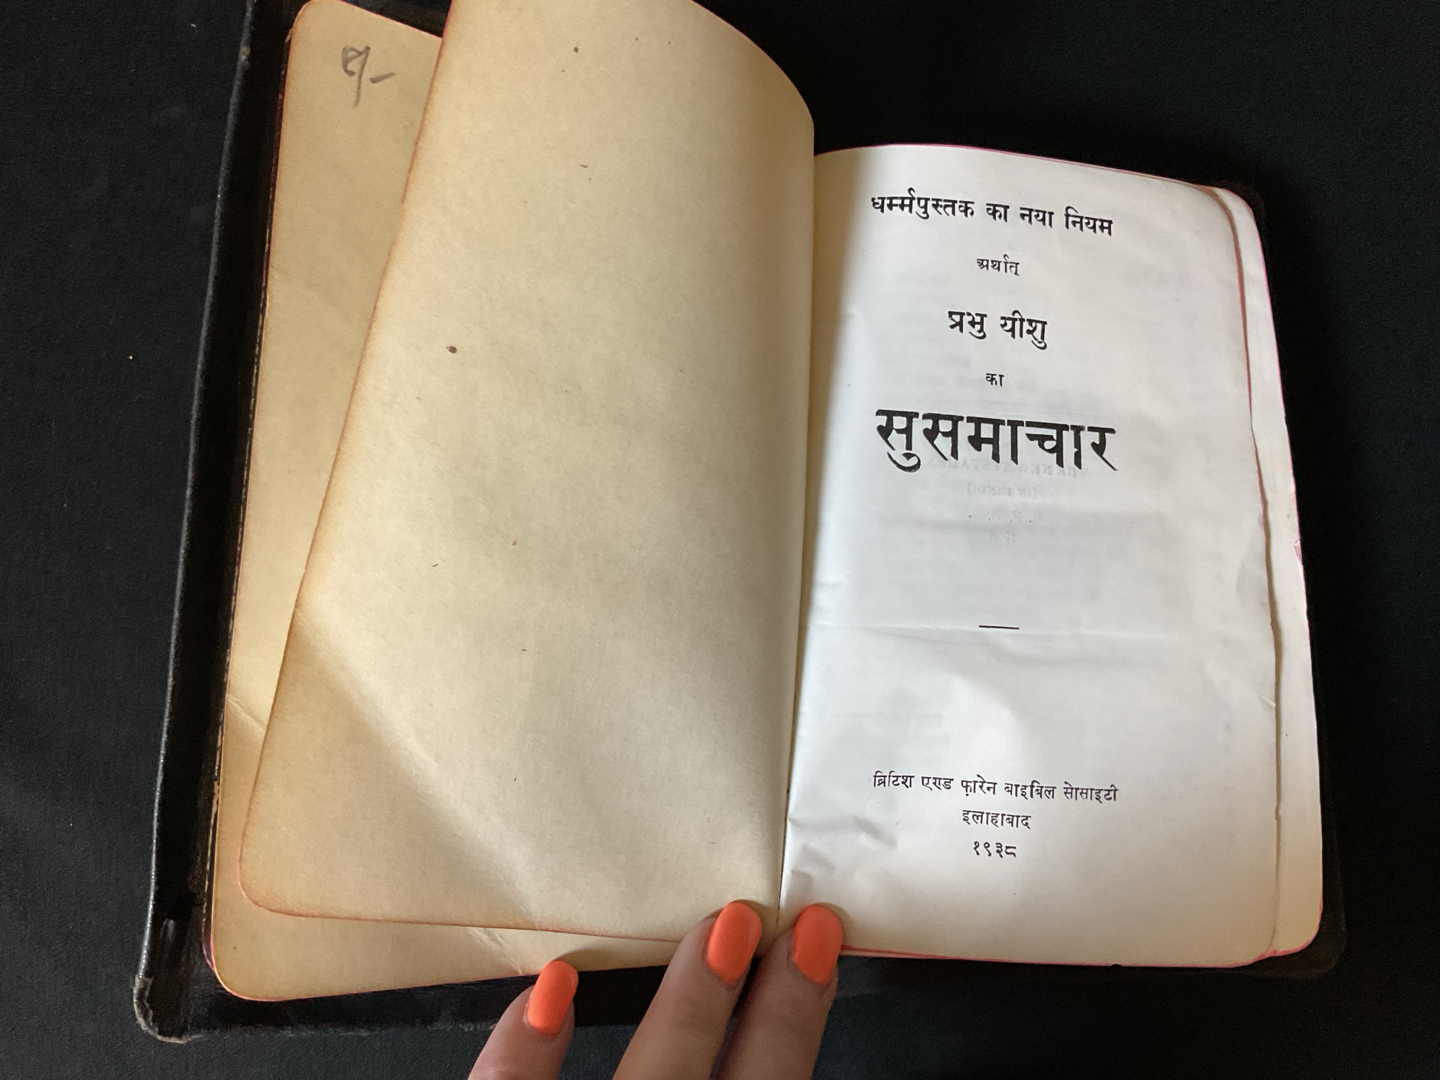 धर्म्मपुस्तक का नया नियम
अर्थात्
प्रभु यीशु
का
सुसमाचार
ब्रिटिश एण्ड फ़ारेन बाइबिल सोसाइटी
इलाहाबाद
१९३८